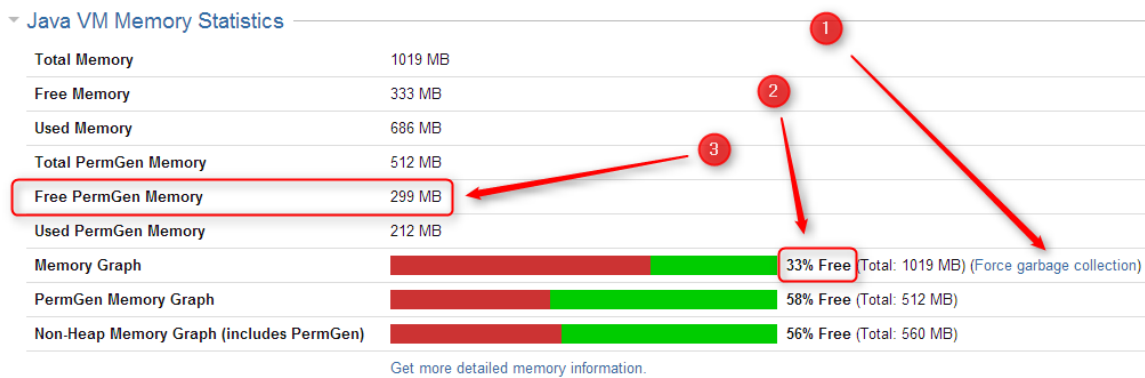 Java VM Memory Statistics
1
Total Memory 1019 MB
Free Memory 333 MB
2
Used Memory 686 MB
Total PermGen Memory 512 MB
3
Free PermGen Memory 299 MB
Used PermGen Memory 212 MB
Memory Graph 33% Free (Total: 1019 MB) (Force garbage collection)
PermGen Memory Graph 58% Free (Total: 512 MB)
Non-Heap Memory Graph (includes PermGen) 56% Free (Total: 560 MB)
Get more detailed memory information.